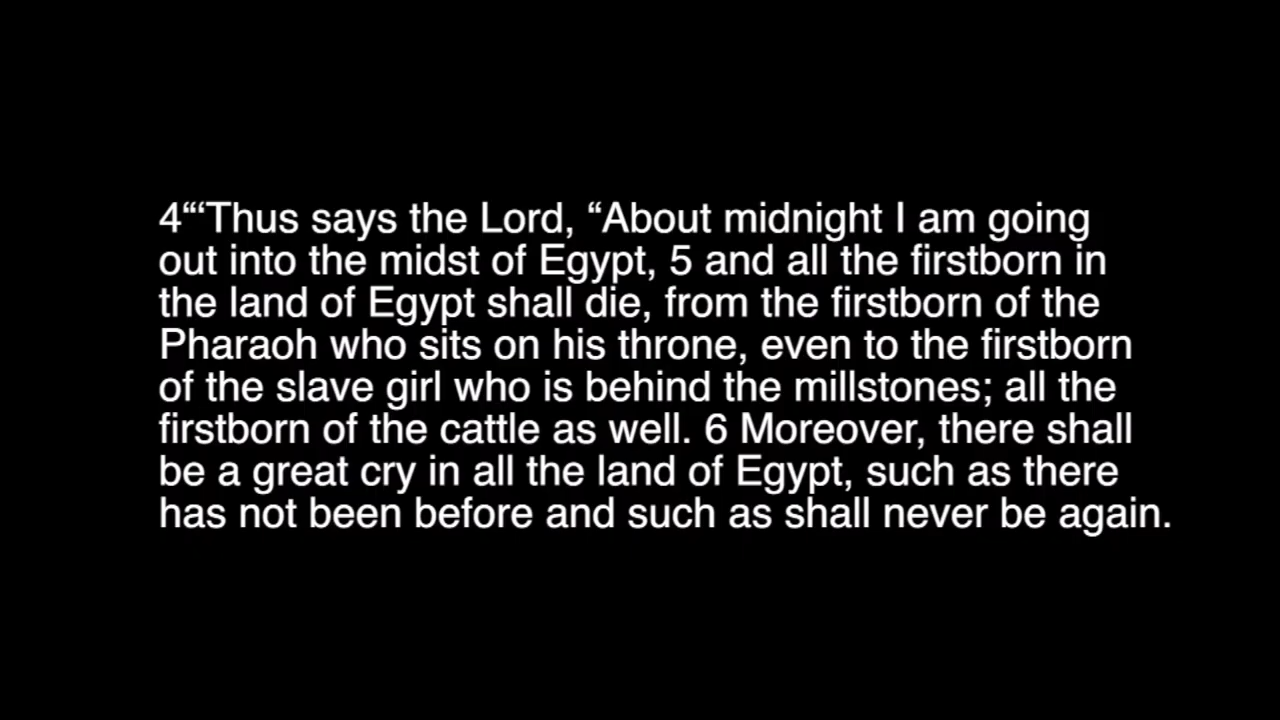 4“‘Thus says the Lord, “About midnight I am going
out into the midst of Egypt, 5 and all the firstborn in
the land of Egypt shall die, from the firstborn of the
Pharaoh who sits on his throne, even to the firstborn
of the slave girl who is behind the millstones; all the
firstborn of the cattle as well. 6 Moreover, there shall
be a great cry in all the land of Egypt, such as there
has not been before and such as shall never be again.